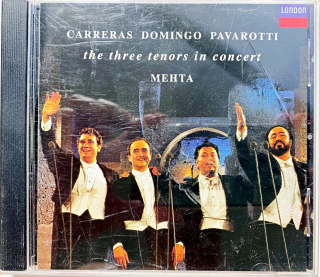 LONDON
CARRERAS DOMINGO PAVAROTTI
the three tenors in concert
MEHTA